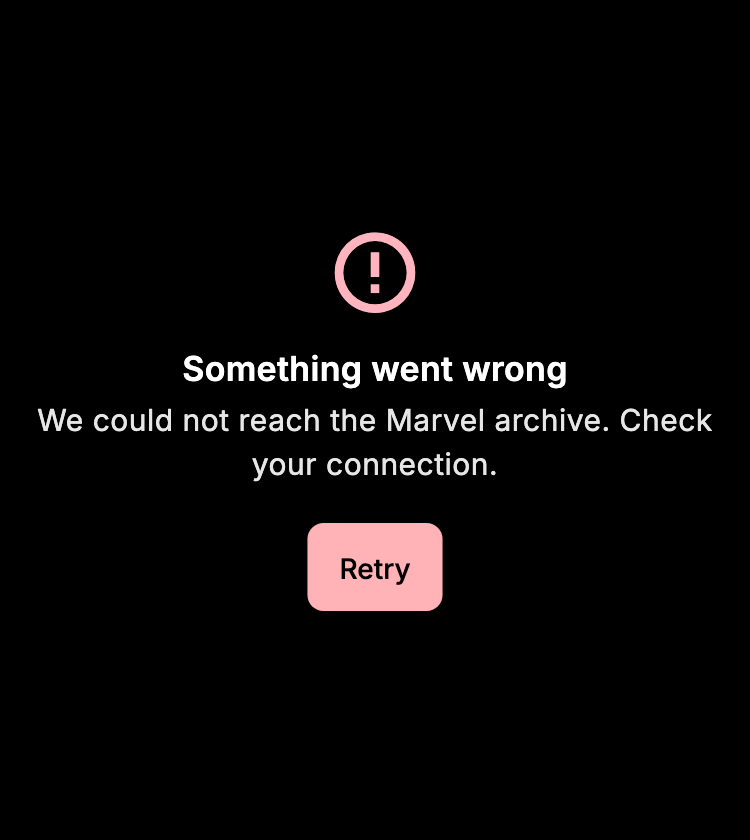 Something went wrong
We could not reach the Marvel archive. Check
your connection.
Retry